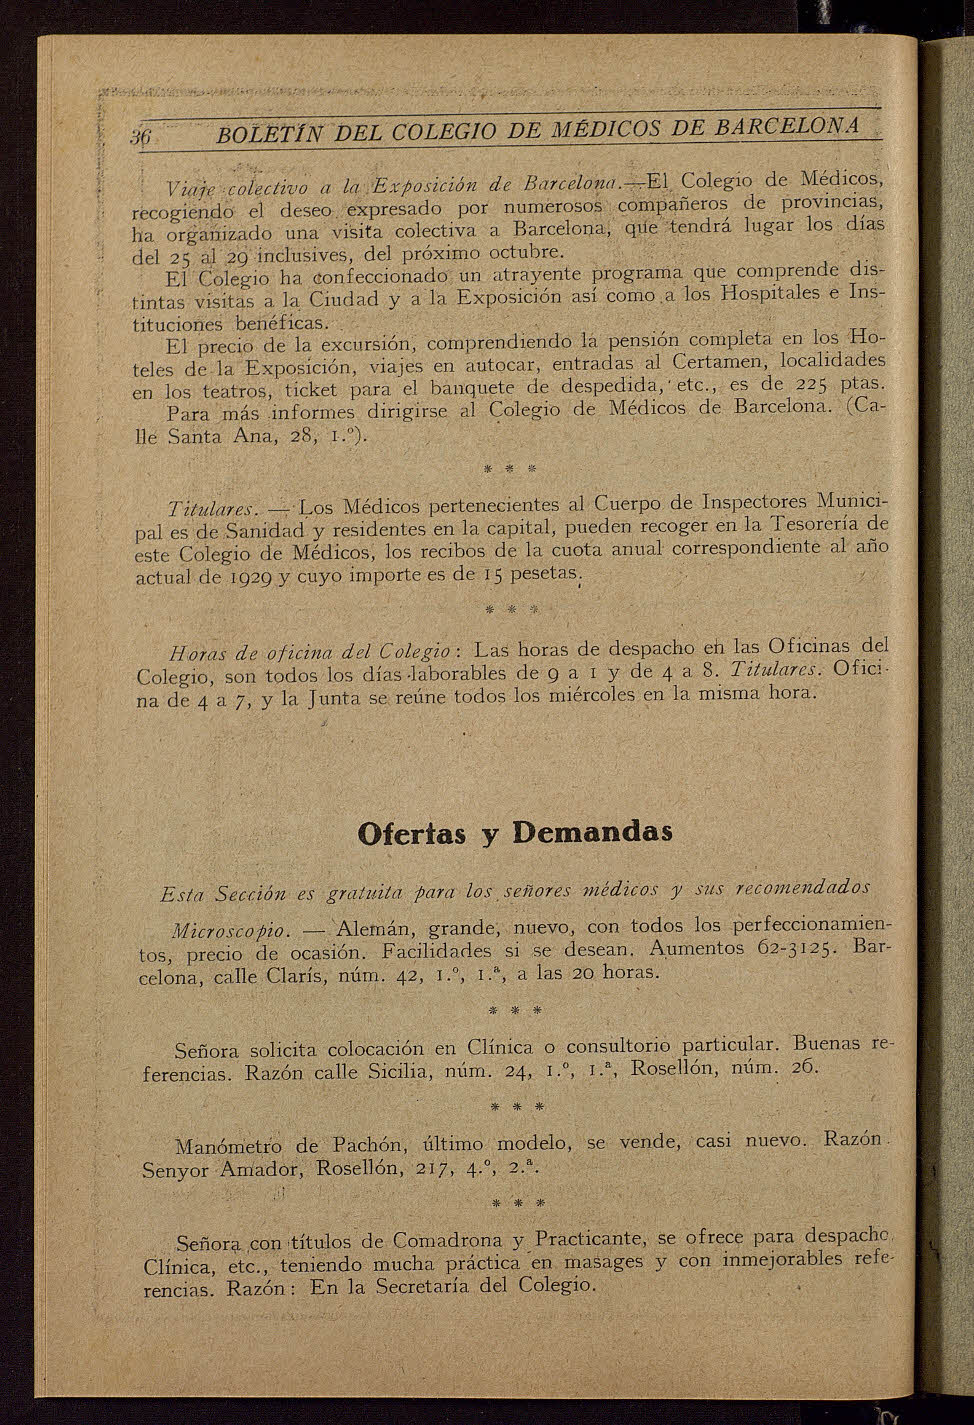 36 BOLETÍN DEL COLEGIO DE MÉDICOS DE BARCELONA
Viaje colectivo a la Exposición de Barcelona.—El Colegio de Médicos,
recogiendo el deseo expresado por numerosos compañeros de provincias,
ha organizado una visita colectiva a Barcelona, que tendrá lugar los días
del 25 al 29 inclusives, del próximo octubre.
El Colegio ha confeccionado un atrayente programa que comprende dis-
tintas visitas a la Ciudad y a la Exposición así como a los Hospitales e Ins-
tituciones benéficas.
El precio de la excursión, comprendiendo la pensión completa en los Ho-
teles de la Exposición, viajes en autocar, entradas al Certamen, localidades
en los teatros, ticket para el banquete de despedida, etc., es de 225 ptas.
Para más informes dirigirse al Colegio de Médicos de Barcelona. (Ca-
lle Santa Ana, 28, 1.º).
* * *
Titulares. — Los Médicos pertenecientes al Cuerpo de Inspectores Munici-
pal es de Sanidad y residentes en la capital, pueden recoger en la Tesorería de
este Colegio de Médicos, los recibos de la cuota anual correspondiente al año
actual de 1929 y cuyo importe es de 15 pesetas.
* * *
Horas de oficina del Colegio: Las horas de despacho en las Oficinas del
Colegio, son todos los días laborables de 9 a 1 y de 4 a 8. Titulares. Ofici-
na de 4 a 7, y la Junta se reúne todos los miércoles en la misma hora.
Ofertas y Demandas
Esta Sección es gratuita para los señores médicos y sus recomendados
Microscopio. — Alemán, grande, nuevo, con todos los perfeccionamien-
tos, precio de ocasión. Facilidades si se desean. Aumentos 62-3125. Bar-
celona, calle Clarís, núm. 42, 1.º, 1.ª, a las 20 horas.
* * *
Señora solicita colocación en Clínica o consultorio particular. Buenas re-
ferencias. Razón calle Sicilia, núm. 24, 1.º, 1.ª, Rosellón, núm. 26.
* * *
Manómetro de Pachón, último modelo, se vende, casi nuevo. Razón
Senyor Amador, Rosellón, 217, 4.º, 2.ª.
* * *
Señora con títulos de Comadrona y Practicante, se ofrece para despacho
Clínica, etc., teniendo mucha práctica en masages y con inmejorables refe-
rencias. Razón: En la Secretaría del Colegio.